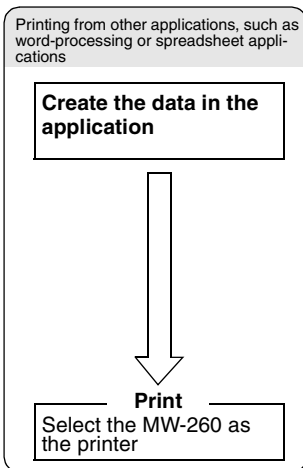 Printing from other applications, such as
word-processing or spreadsheet appli-
cations
Create the data in the
application
Print
Select the MW-260 as
the printer